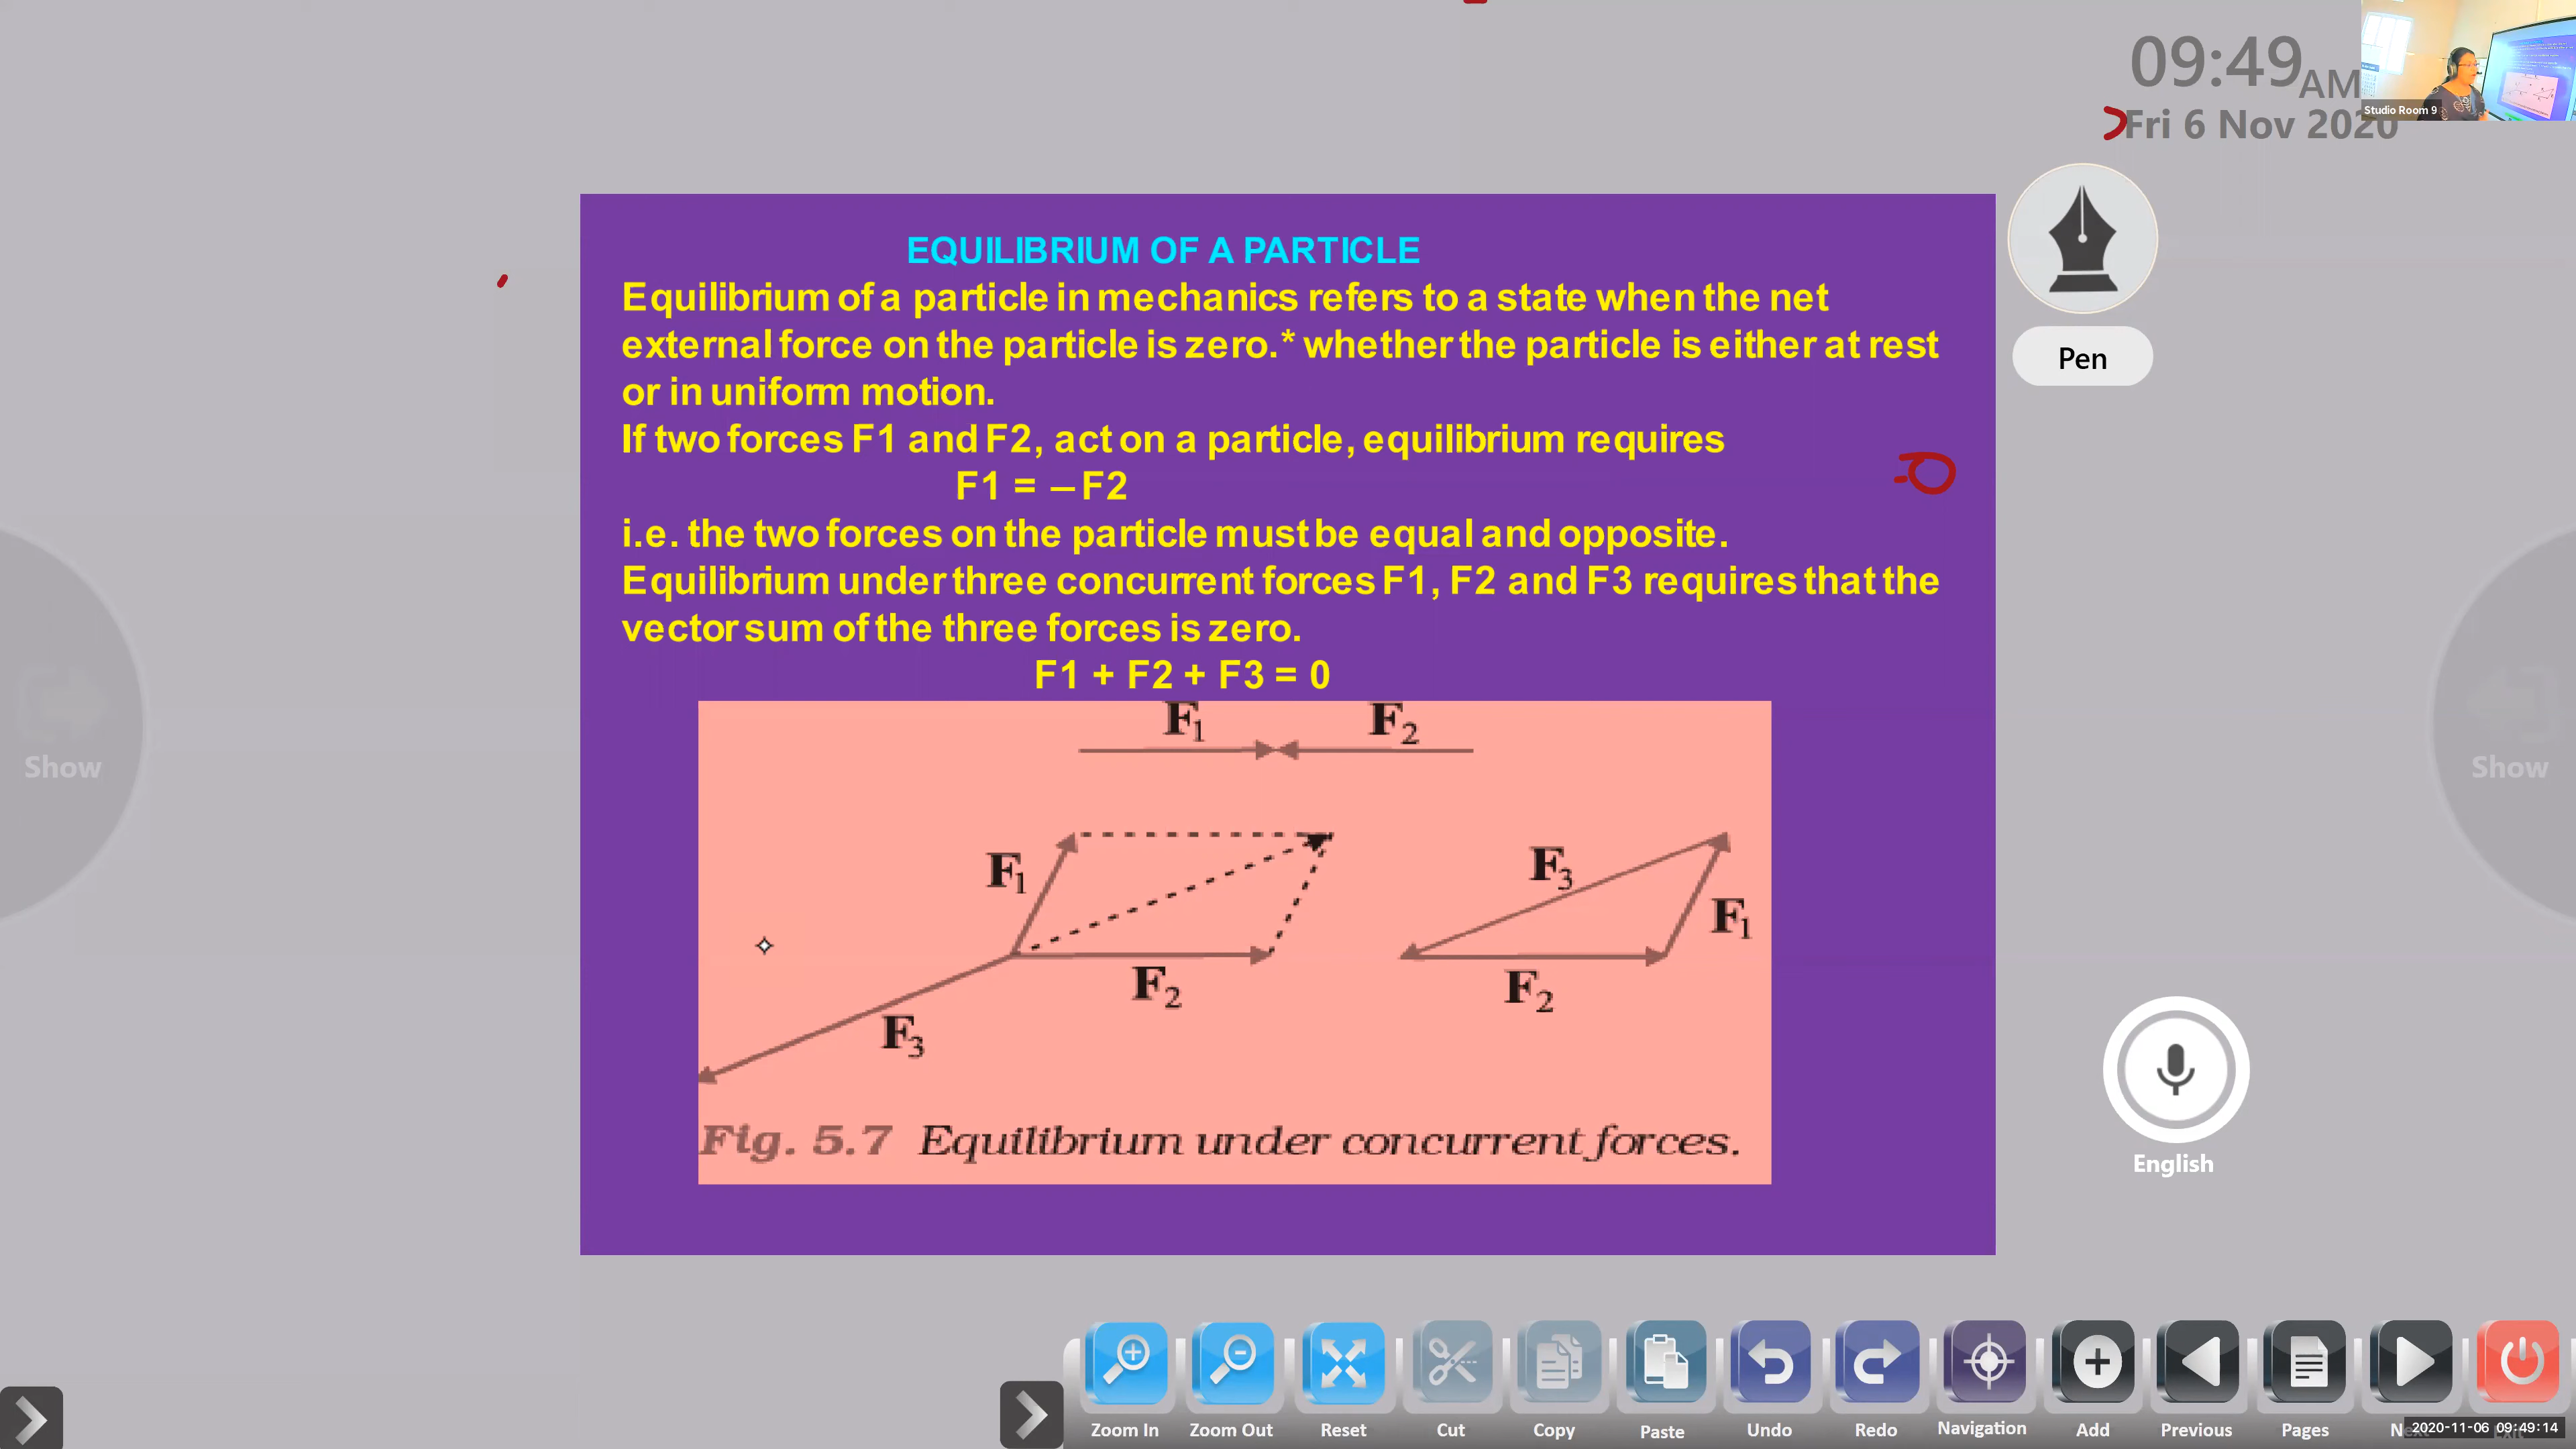 09:49 AM
Fri 6 Nov 2020
Studio Room 9
Pen
EQUILIBRIUM OF A PARTICLE
Equilibrium of a particle in mechanics refers to a state when the net
external force on the particle is zero.* whether the particle is either at rest
or in uniform motion.
If two forces F1 and F2, act on a particle, equilibrium requires
F1 = – F2
=0
i.e. the two forces on the particle must be equal and opposite.
Equilibrium under three concurrent forces F1, F2 and F3 requires that the
vector sum of the three forces is zero.
F1 + F2 + F3 = 0
F₁ F₂
F₁ F₂ F₃
F₃ F₁ F₂
Fig. 5.7 Equilibrium under concurrent forces.
Show
Show
English
Zoom In Zoom Out Reset Cut Copy Paste Undo Redo Navigation Add Previous Pages
2020-11-06 09:49:14